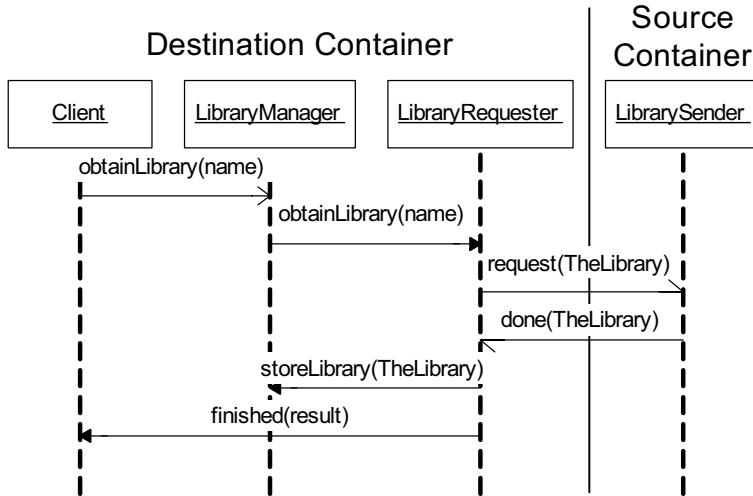 Destination Container
Source
Container
Client
LibraryManager
LibraryRequester
LibrarySender
obtainLibrary(name)
obtainLibrary(name)
request(TheLibrary)
done(TheLibrary)
storeLibrary(TheLibrary)
finished(result)